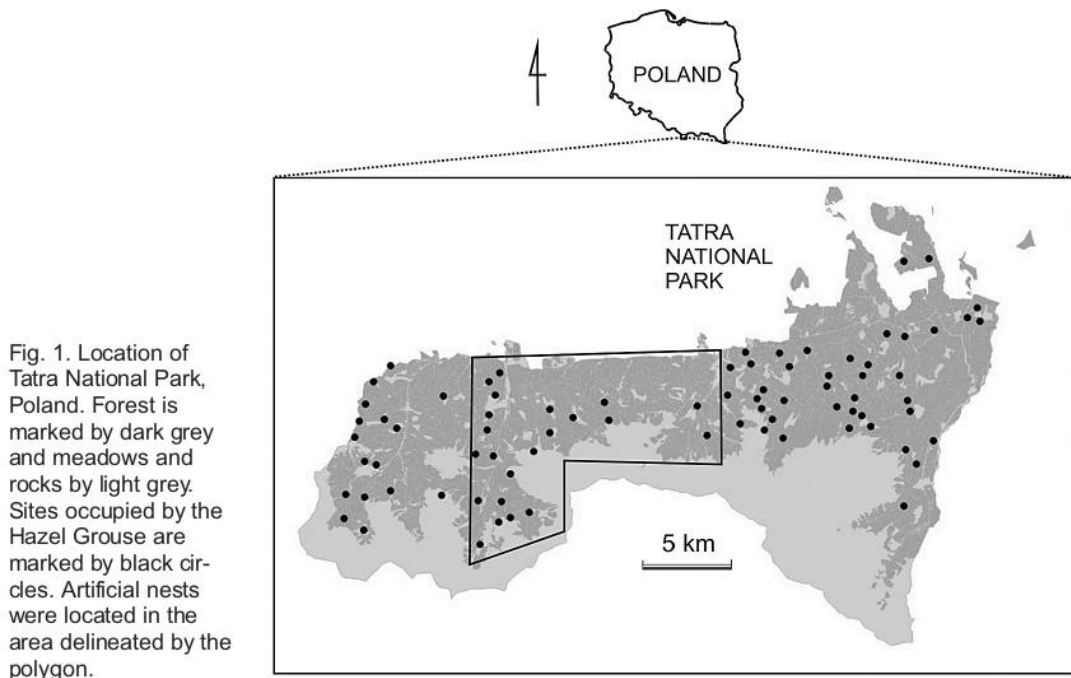 POLAND
TATRA
NATIONAL
PARK
5 km
Fig. 1. Location of
Tatra National Park,
Poland. Forest is
marked by dark grey
and meadows and
rocks by light grey.
Sites occupied by the
Hazel Grouse are
marked by black cir-
cles. Artificial nests
were located in the
area delineated by the
polygon.